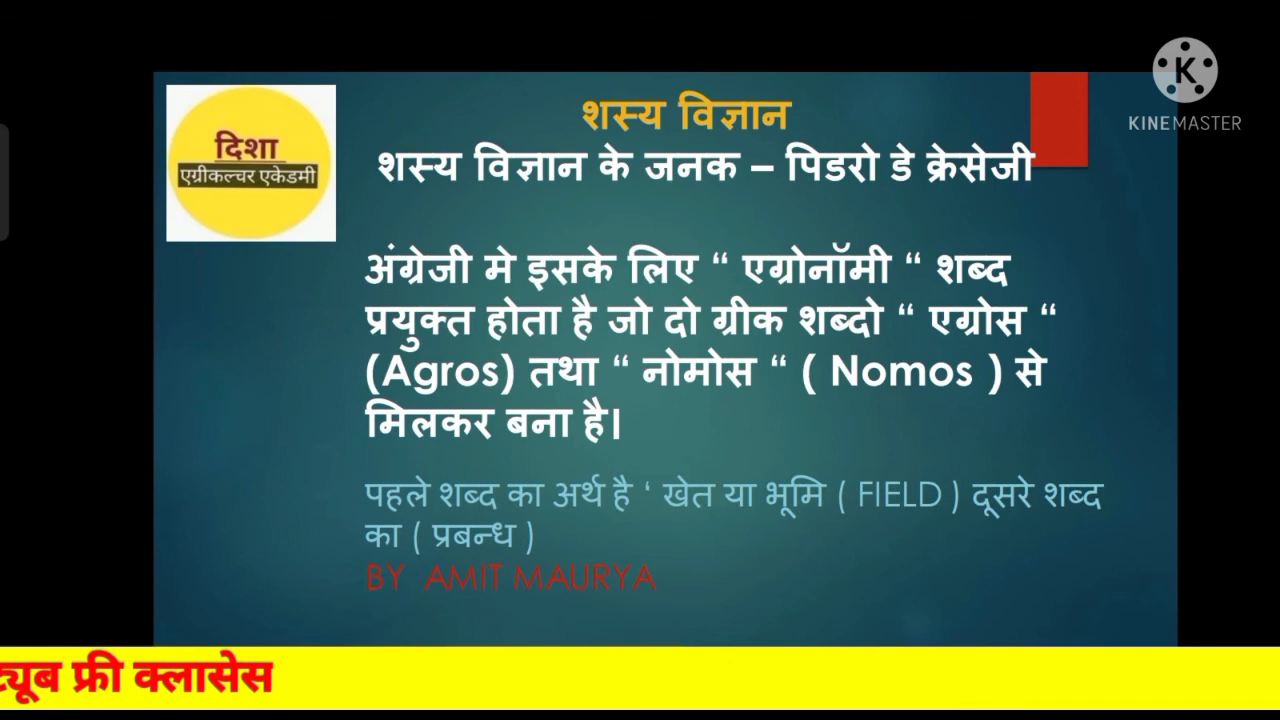 दिशा
एग्रीकल्चर एकेडमी
शस्य विज्ञान
शस्य विज्ञान के जनक – पिडरो डे क्रेसेजी
अंग्रेजी मे इसके लिए “ एग्रोनॉमी “ शब्द
प्रयुक्त होता है जो दो ग्रीक शब्दो “ एग्रोस “
(Agros) तथा “ नोमोस “ ( Nomos ) से
मिलकर बना है।
पहले शब्द का अर्थ है ‘ खेत या भूमि ( FIELD ) दूसरे शब्द
का ( प्रबन्ध )
BY AMIT MAURYA
K
KINEMASTER
फ्री क्लासेस